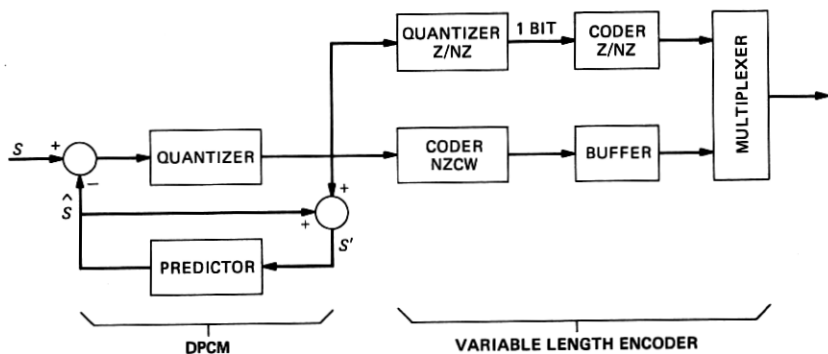 QUANTIZER
Z/NZ
1 BIT
CODER
Z/NZ
MULTIPLEXER
S
+
−
QUANTIZER
CODER
NZCW
BUFFER
Ŝ
+
+
S'
PREDICTOR
DPCM
VARIABLE LENGTH ENCODER